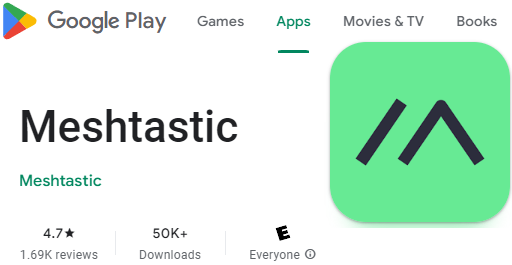 Google Play Games Apps Movies & TV Books
Meshtastic
Meshtastic
4.7★ 50K+ E
1.69K reviews Downloads Everyone ⓘ